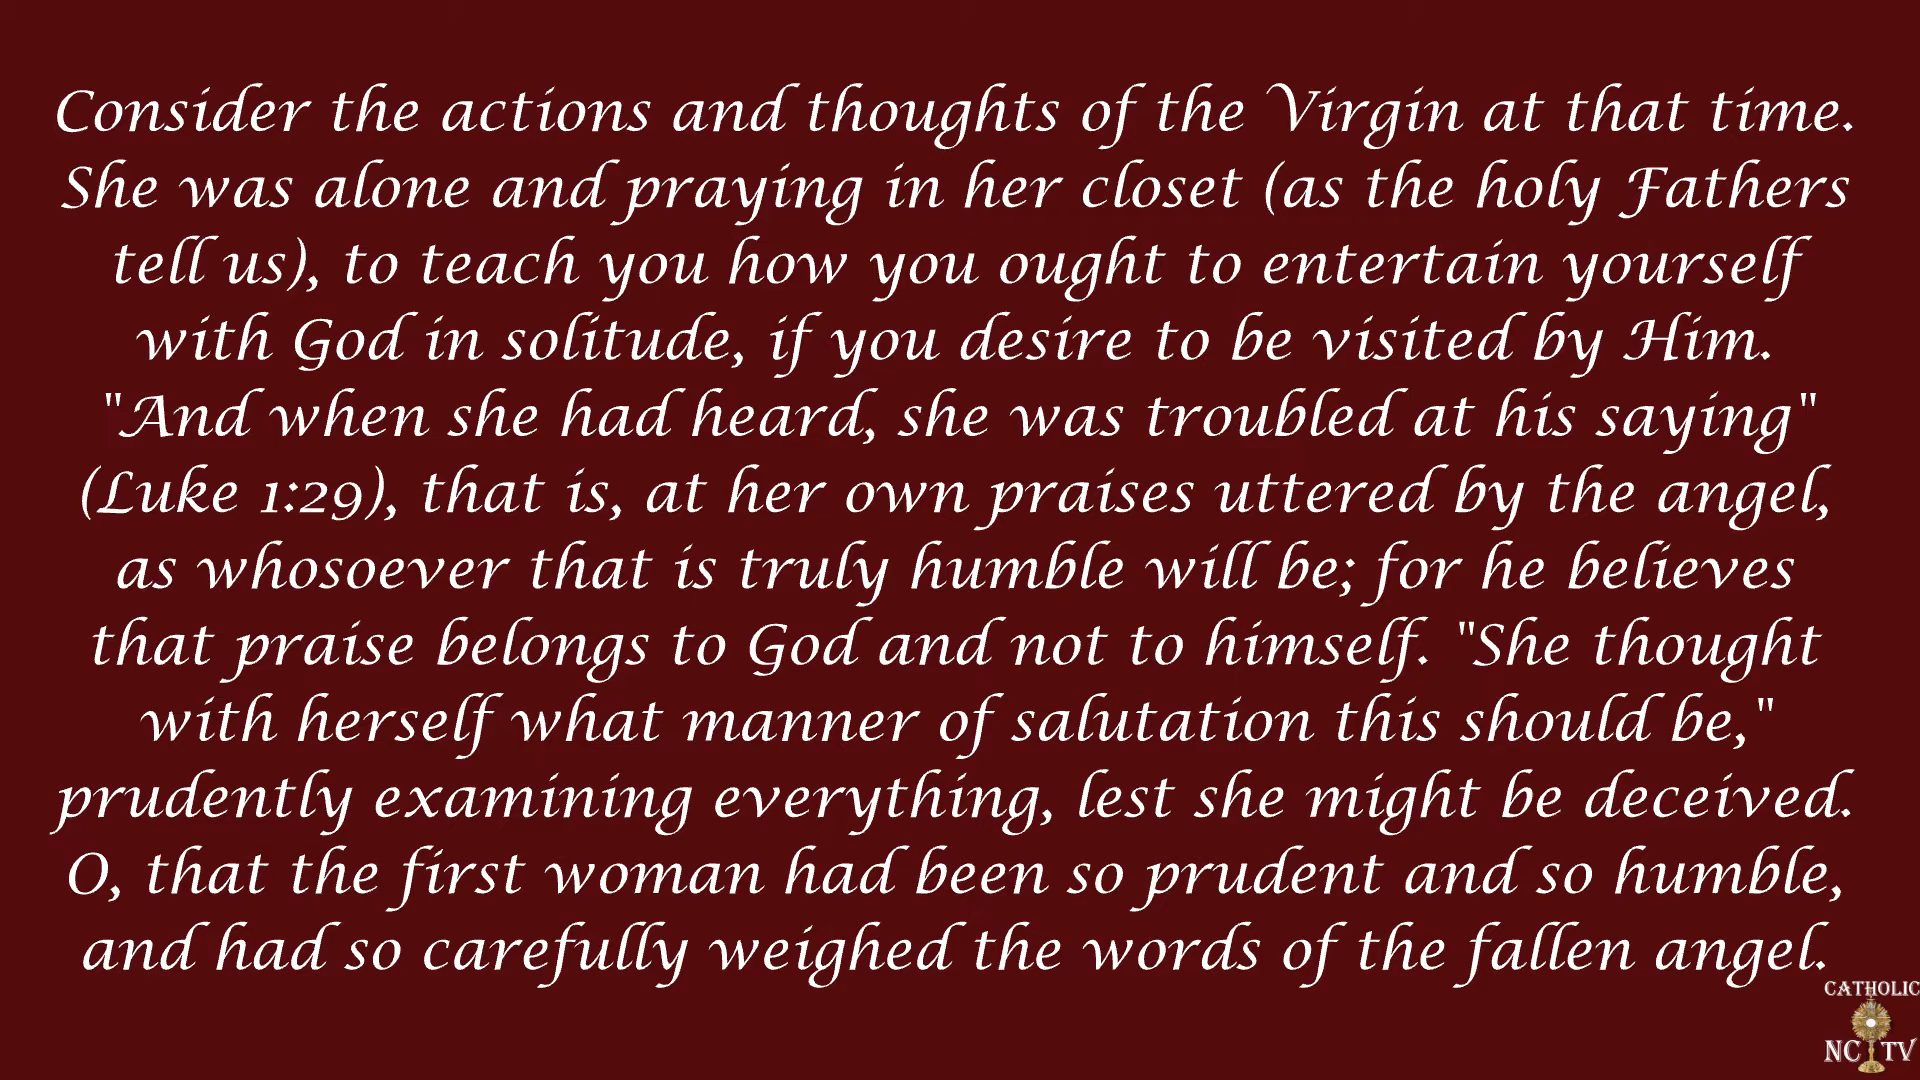 Consider the actions and thoughts of the Virgin at that time.
She was alone and praying in her closet (as the holy Fathers
tell us), to teach you how you ought to entertain yourself
with God in solitude, if you desire to be visited by Him.
"And when she had heard, she was troubled at his saying"
(Luke 1:29), that is, at her own praises uttered by the angel,
as whosoever that is truly humble will be; for he believes
that praise belongs to God and not to himself. "She thought
with herself what manner of salutation this should be,"
prudently examining everything, lest she might be deceived.
O, that the first woman had been so prudent and so humble,
and had so carefully weighed the words of the fallen angel.
CATHOLIC
NC TV